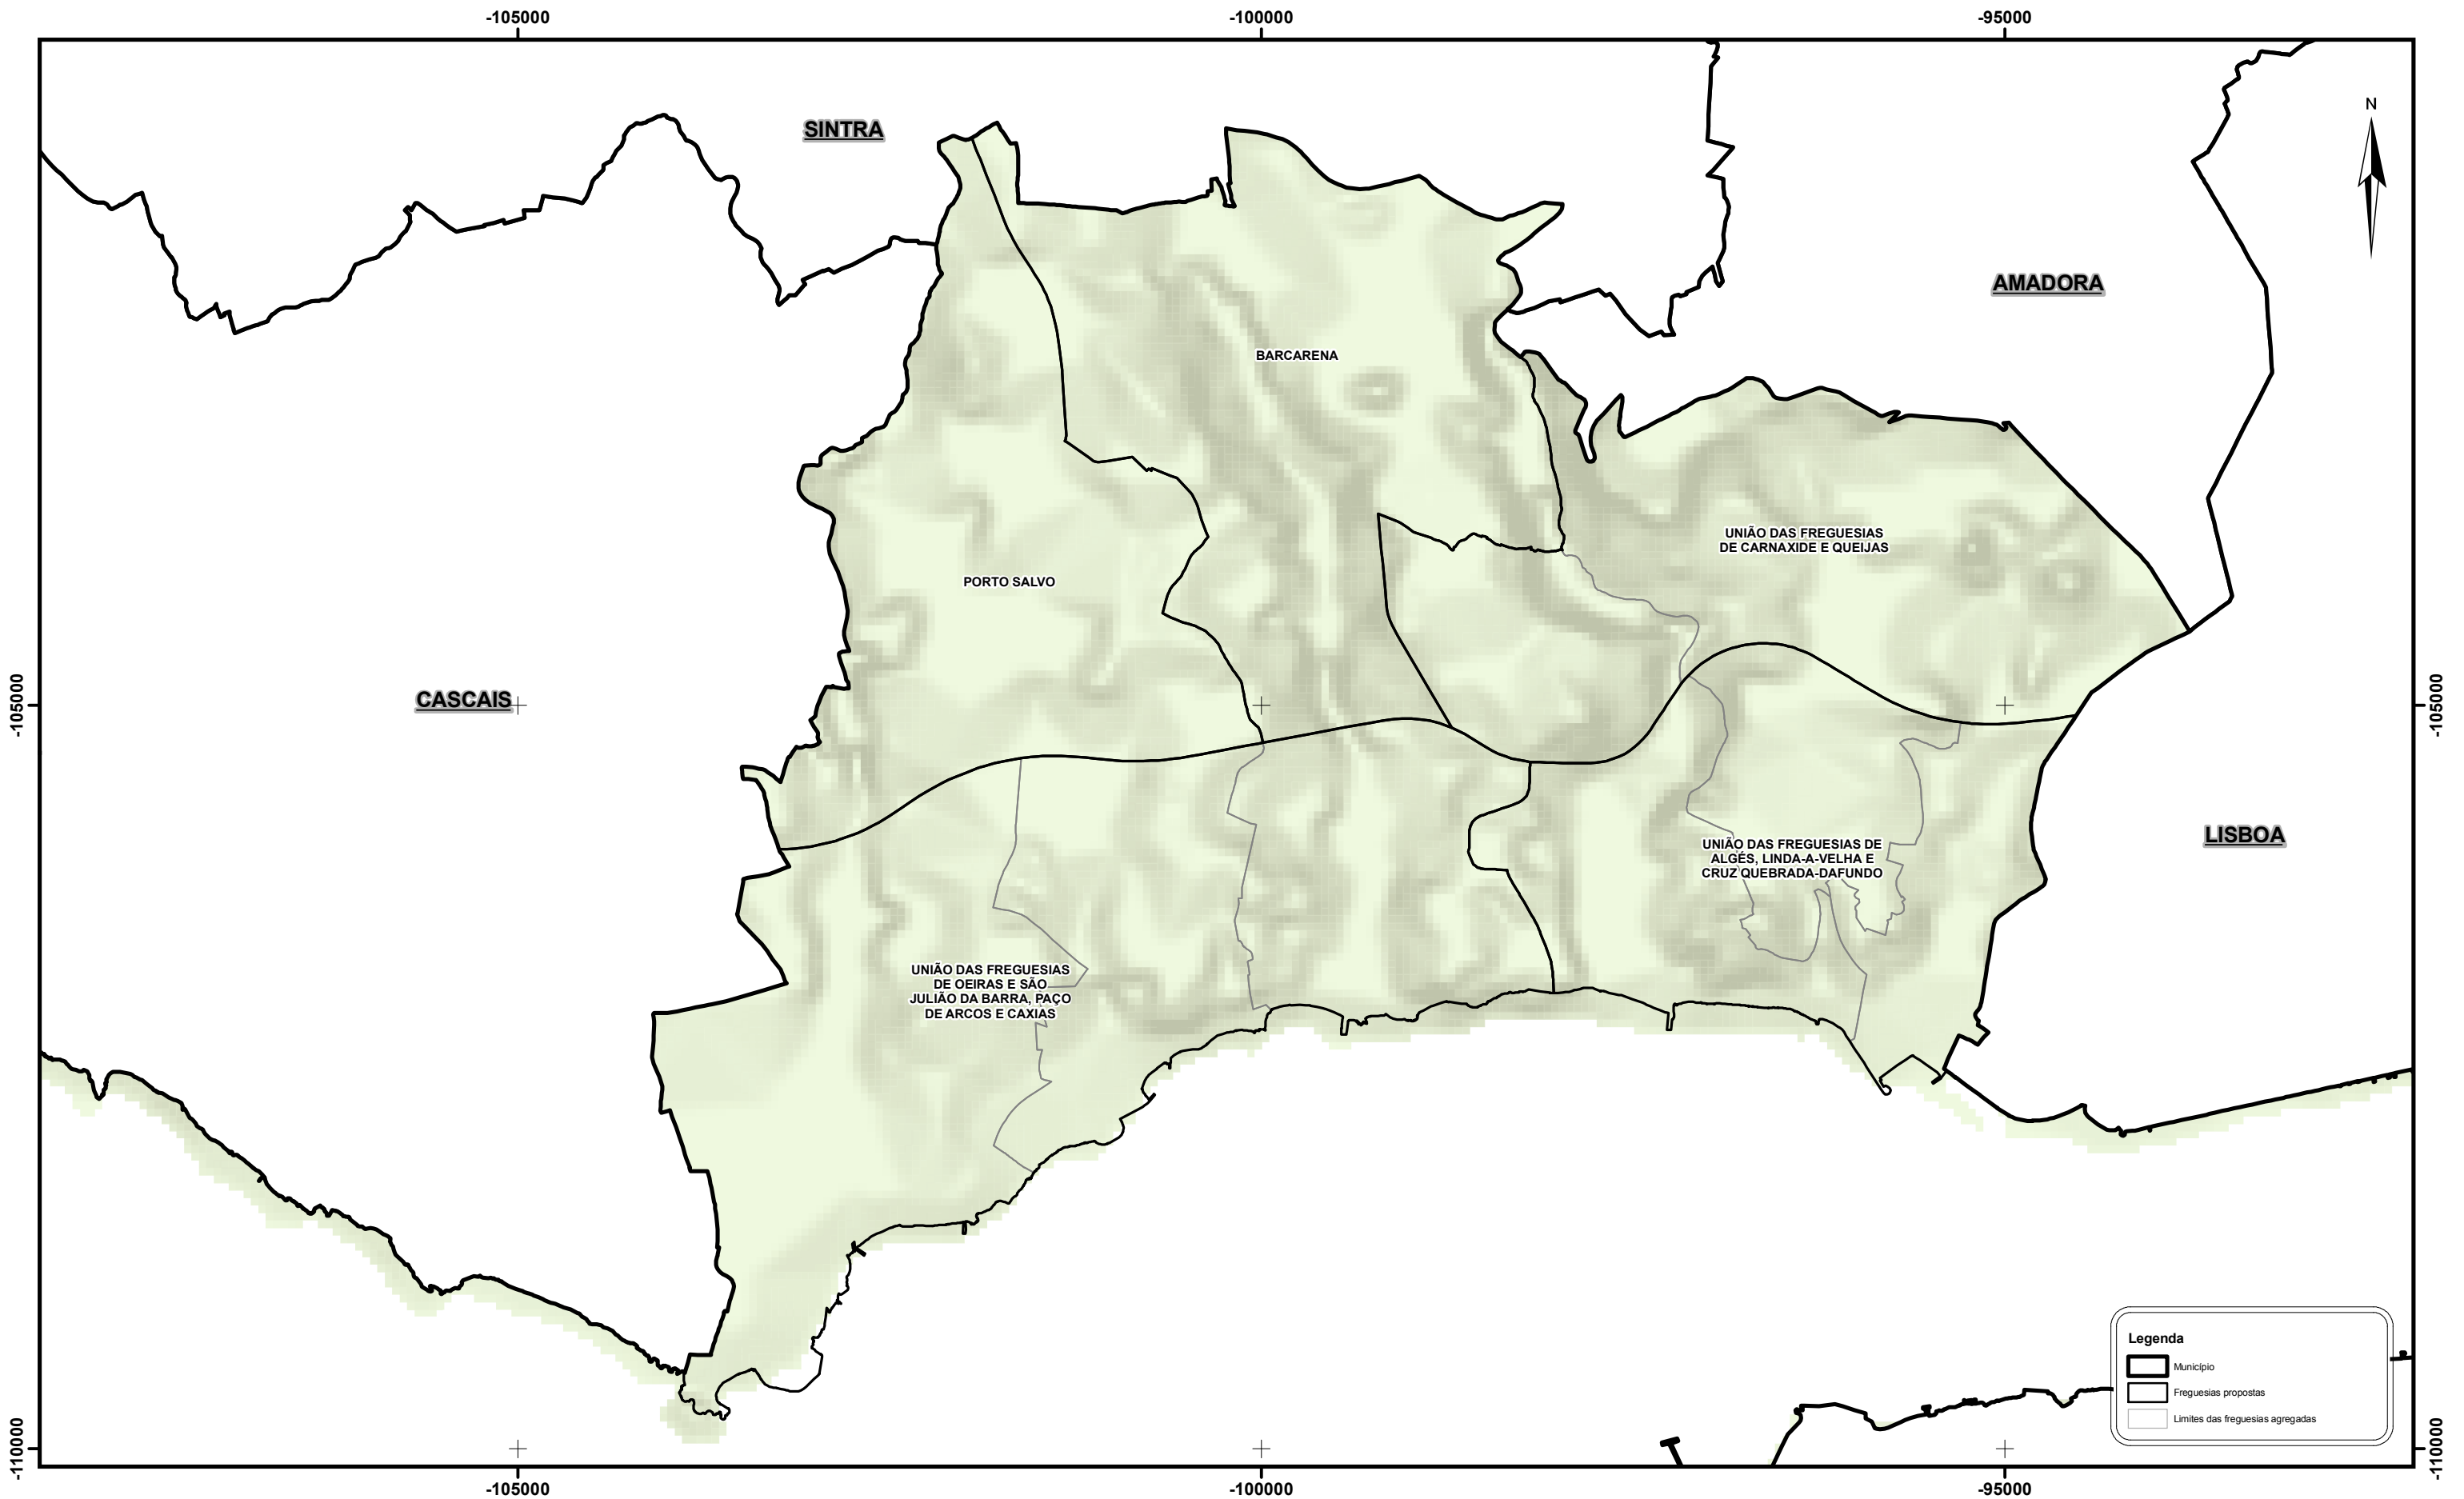 -105000
-100000
-95000
SINTRA
N
AMADORA
BARCARENA
UNIÃO DAS FREGUESIAS
DE CARNAXIDE E QUEIJAS
PORTO SALVO
-105000
CASCAIS
-105000
LISBOA
UNIÃO DAS FREGUESIAS DE
ALGÉS, LINDA-A-VELHA E
CRUZ QUEBRADA-DAFUNDO
UNIÃO DAS FREGUESIAS
DE OEIRAS E SÃO
JULIÃO DA BARRA, PAÇO
DE ARCOS E CAXIAS
Legenda
Município
Freguesias propostas
Limites das freguesias agregadas
-110000
-110000
-105000
-100000
-95000